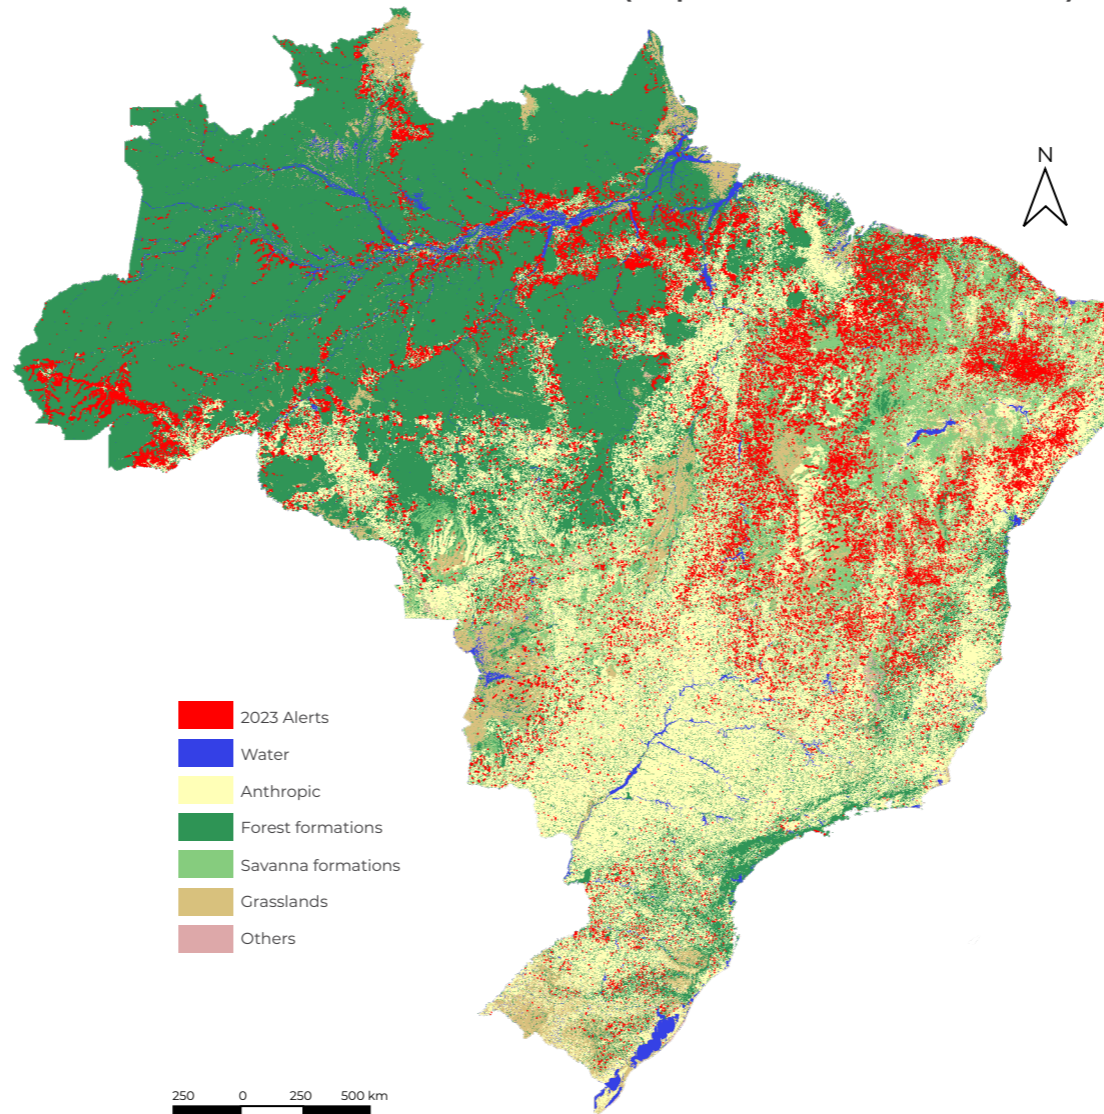 N
2023 Alerts
Water
Anthropic
Forest formations
Savanna formations
Grasslands
Others
250 0 250 500 km